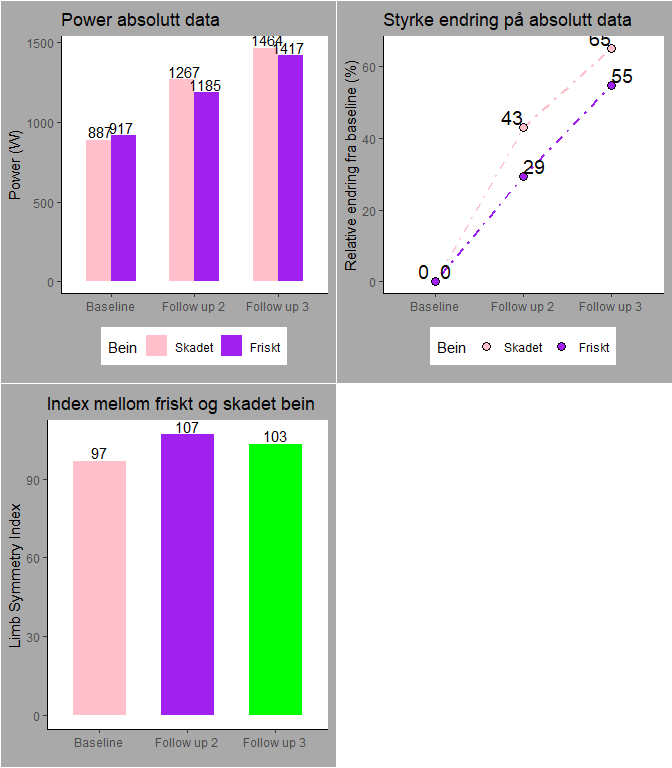 Power absolutt data
Power (W)
1500
1000
500
0
887
917
1267
1185
1464
1417
Baseline
Follow up 2
Follow up 3
Bein
Skadet
Friskt
Styrke endring på absolutt data
Relative endring fra baseline (%)
60
40
20
0
0
0
43
29
65
55
Baseline
Follow up 2
Follow up 3
Bein
Skadet
Friskt
Index mellom friskt og skadet bein
Limb Symmetry Index
90
60
30
0
97
107
103
Baseline
Follow up 2
Follow up 3